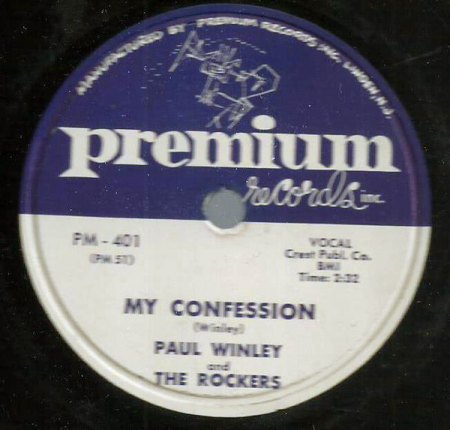 MANUFACTURED BY PREMIUM RECORDS INC. LINDEN, N.J.
premium
records inc.
PM - 401
(PM 51)
VOCAL
Crest Publ. Co.
BMI
Time: 2:32
MY CONFESSION
(Winley)
PAUL WINLEY
and
THE ROCKERS